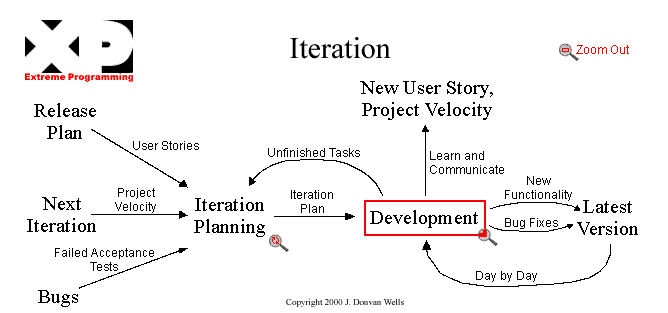 XP
Extreme Programming
Iteration
Zoom Out
New User Story,
Project Velocity
Release
Plan
User Stories
Unfinished Tasks
Learn and
Communicate
Next
Iteration
Project
Velocity
Iteration
Planning
Iteration
Plan
Development
New
Functionality
Bug Fixes
Latest
Version
Failed Acceptance
Tests
Bugs
Day by Day
Copyright 2000 J. Donvan Wells